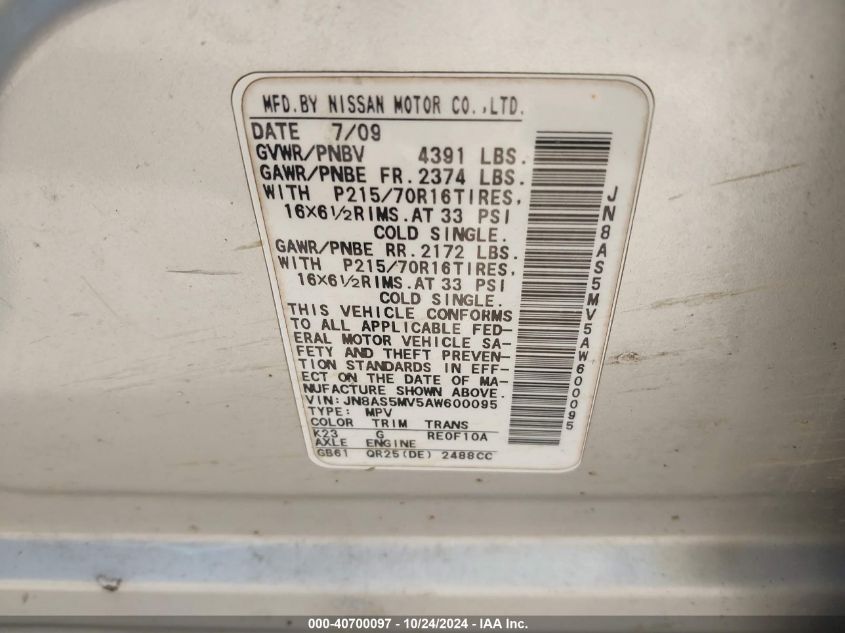 MFD.BY NISSAN MOTOR CO.,LTD.
DATE 7/09
GVWR/PNBV 4391 LBS.
GAWR/PNBE FR. 2374 LBS.
WITH P215/70R16TIRES,
16X6½RIMS.AT 33 PSI
COLD SINGLE.
GAWR/PNBE RR. 2172 LBS.
WITH P215/70R16TIRES,
16X6½RIMS.AT 33 PSI
COLD SINGLE.
THIS VEHICLE CONFORMS
TO ALL APPLICABLE FED-
ERAL MOTOR VEHICLE SA-
FETY AND THEFT PREVEN-
TION STANDARDS IN EFF-
ECT ON THE DATE OF MA-
NUFACTURE SHOWN ABOVE.
VIN: JN8AS5MV5AW600095
TYPE: MPV
COLOR TRIM TRANS
K23 G RE0F10A
AXLE ENGINE
GB61 QR25(DE) 2488CC
JN8AS5MV5AW600095
000-40700097 - 10/24/2024 - IAA Inc.